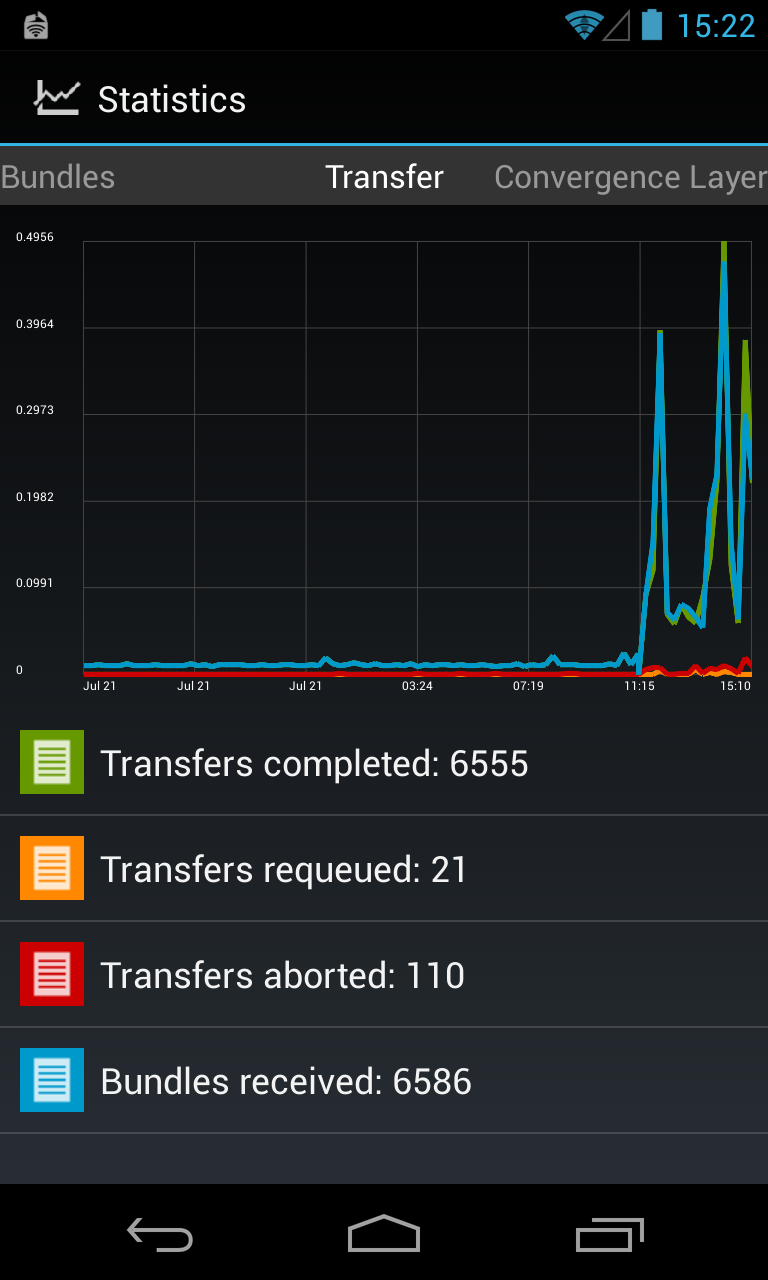 15:22
Statistics
Bundles Transfer Convergence Layer
0.4956
0.3964
0.2973
0.1982
0.0991
0
Jul 21 Jul 21 Jul 21 03:24 07:19 11:15 15:10
Transfers completed: 6555
Transfers requeued: 21
Transfers aborted: 110
Bundles received: 6586